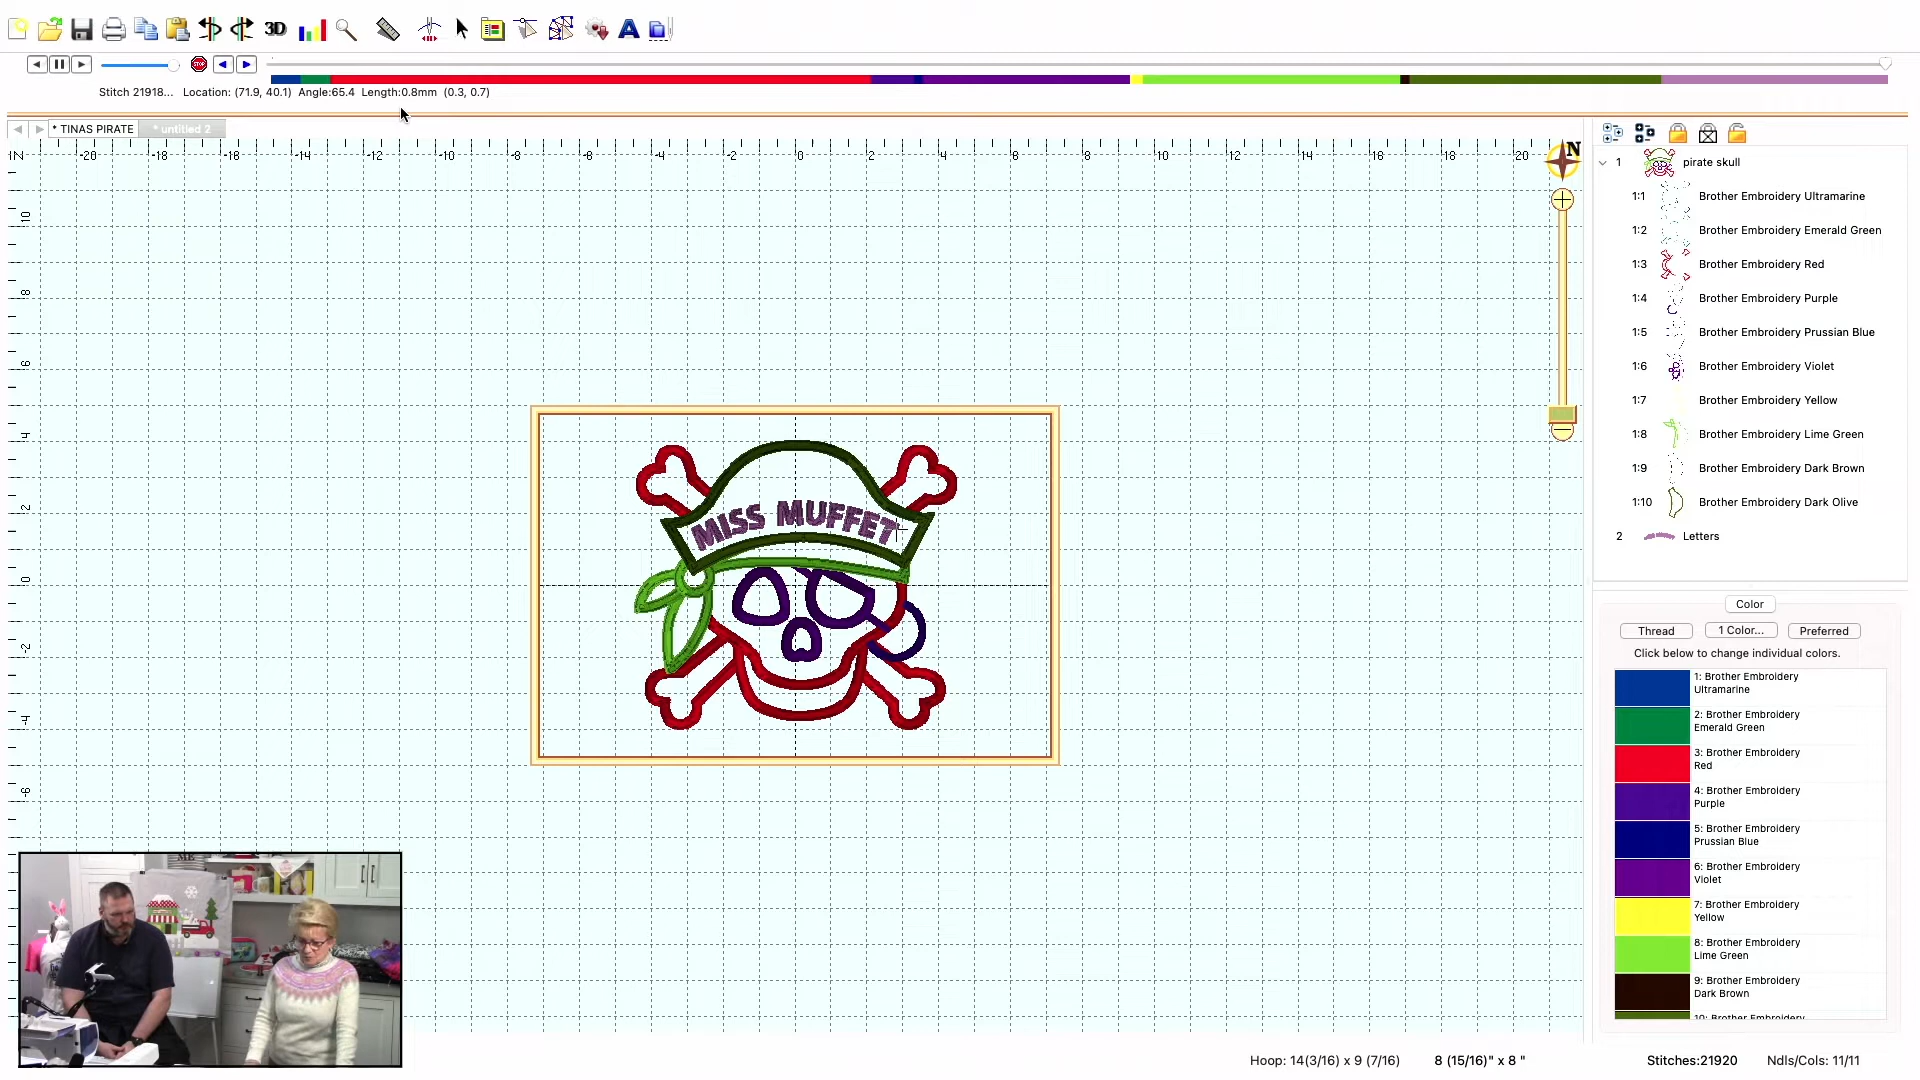 3D
A
STOP
Stitch 21918... Location: (71.9, 40.1) Angle:65.4 Length:0.8mm (0.3, 0.7)
* TINAS PIRATE * untitled 2
IN -20 -18 -16 -14 -12 -10 -8 -6 -4 -2 0 2 4 6 8 10 12 14 16 18 20 N
10
8
6
4
2
0
-2
-4
-6
MISS MUFFET
ME
1 pirate skull
1:1 Brother Embroidery Ultramarine
1:2 Brother Embroidery Emerald Green
1:3 Brother Embroidery Red
1:4 Brother Embroidery Purple
1:5 Brother Embroidery Prussian Blue
1:6 Brother Embroidery Violet
1:7 Brother Embroidery Yellow
1:8 Brother Embroidery Lime Green
1:9 Brother Embroidery Dark Brown
1:10 Brother Embroidery Dark Olive
2 Letters
Color
Thread 1 Color... Preferred
Click below to change individual colors.
1: Brother Embroidery
Ultramarine
2: Brother Embroidery
Emerald Green
3: Brother Embroidery
Red
4: Brother Embroidery
Purple
5: Brother Embroidery
Prussian Blue
6: Brother Embroidery
Violet
7: Brother Embroidery
Yellow
8: Brother Embroidery
Lime Green
9: Brother Embroidery
Dark Brown
10: Brother Embroidery
Hoop: 14(3/16) x 9 (7/16) 8 (15/16)" x 8 " Stitches:21920 Ndls/Cols: 11/11